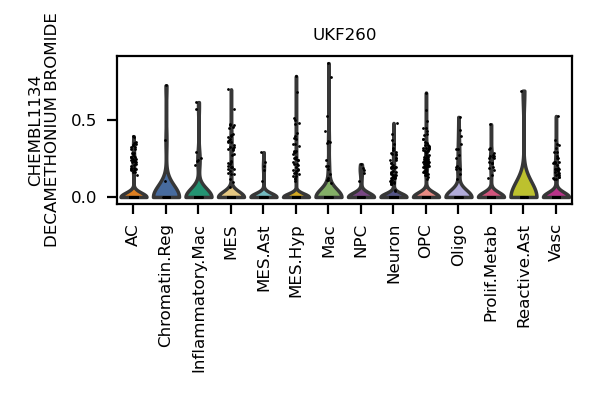 UKF260
CHEMBL1134
DECAMETHONIUM BROMIDE
0.5
0.0
AC
Chromatin.Reg
Inflammatory.Mac
MES
MES.Ast
MES.Hyp
Mac
NPC
Neuron
OPC
Oligo
Prolif.Metab
Reactive.Ast
Vasc